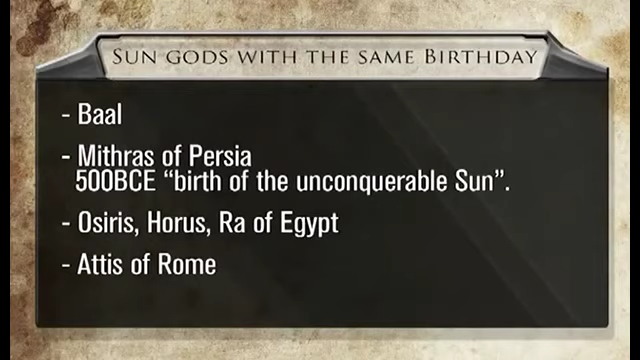 Sun gods with the same Birthday
- Baal
- Mithras of Persia
500BCE “birth of the unconquerable Sun”.
- Osiris, Horus, Ra of Egypt
- Attis of Rome